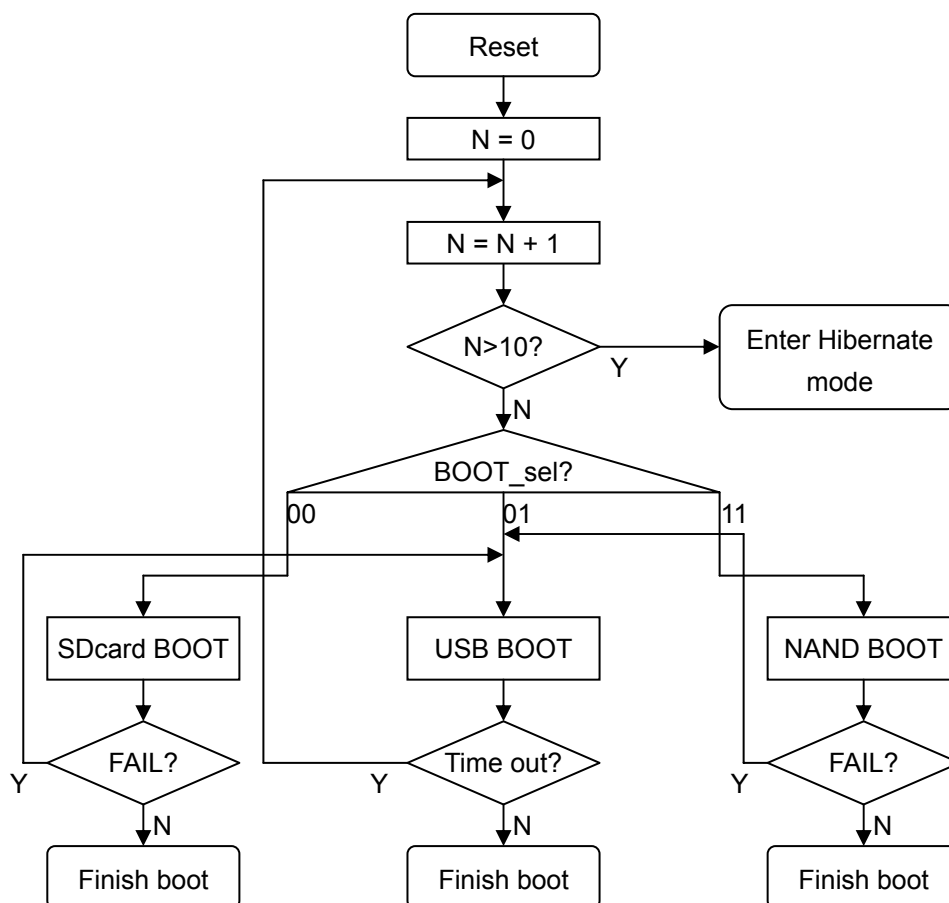 Reset
N = 0
N = N + 1
N>10?
Y
Enter Hibernate
mode
N
BOOT_sel?
00
01
11
SDcard BOOT
USB BOOT
NAND BOOT
FAIL?
Y
Time out?
Y
FAIL?
Y
N
N
N
Finish boot
Finish boot
Finish boot